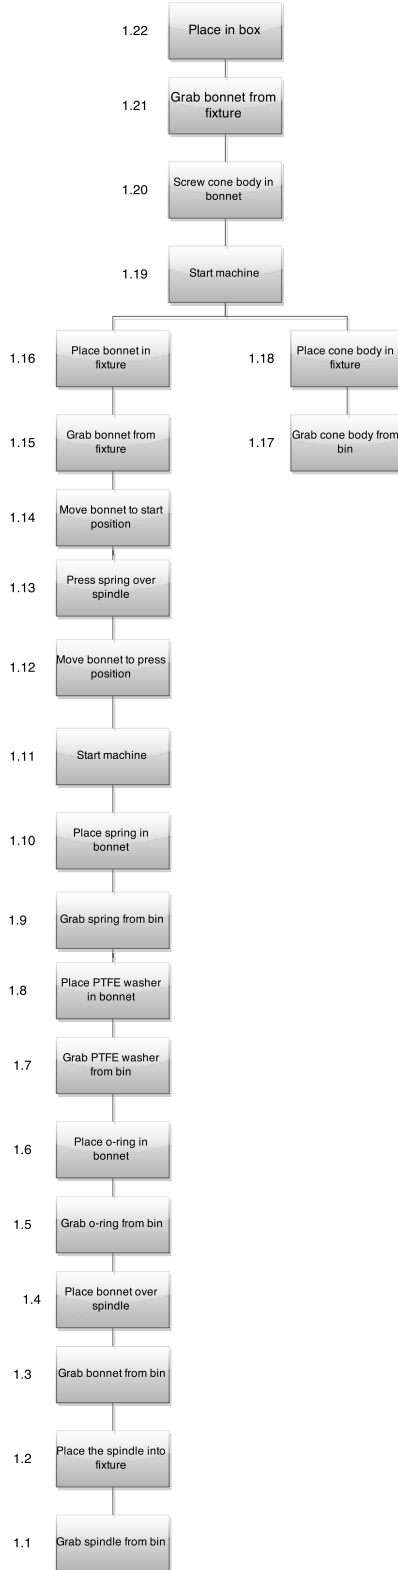 1.22
Place in box
1.21
Grab bonnet from
fixture
1.20
Screw cone body in
bonnet
1.19
Start machine
1.16
Place bonnet in
fixture
1.18
Place cone body in
fixture
1.15
Grab bonnet from
fixture
1.17
Grab cone body from
bin
1.14
Move bonnet to start
position
1.13
Press spring over
spindle
1.12
Move bonnet to press
position
1.11
Start machine
1.10
Place spring in
bonnet
1.9
Grab spring from bin
1.8
Place PTFE washer
in bonnet
1.7
Grab PTFE washer
from bin
1.6
Place o-ring in
bonnet
1.5
Grab o-ring from bin
1.4
Place bonnet over
spindle
1.3
Grab bonnet from bin
1.2
Place the spindle into
fixture
1.1
Grab spindle from bin